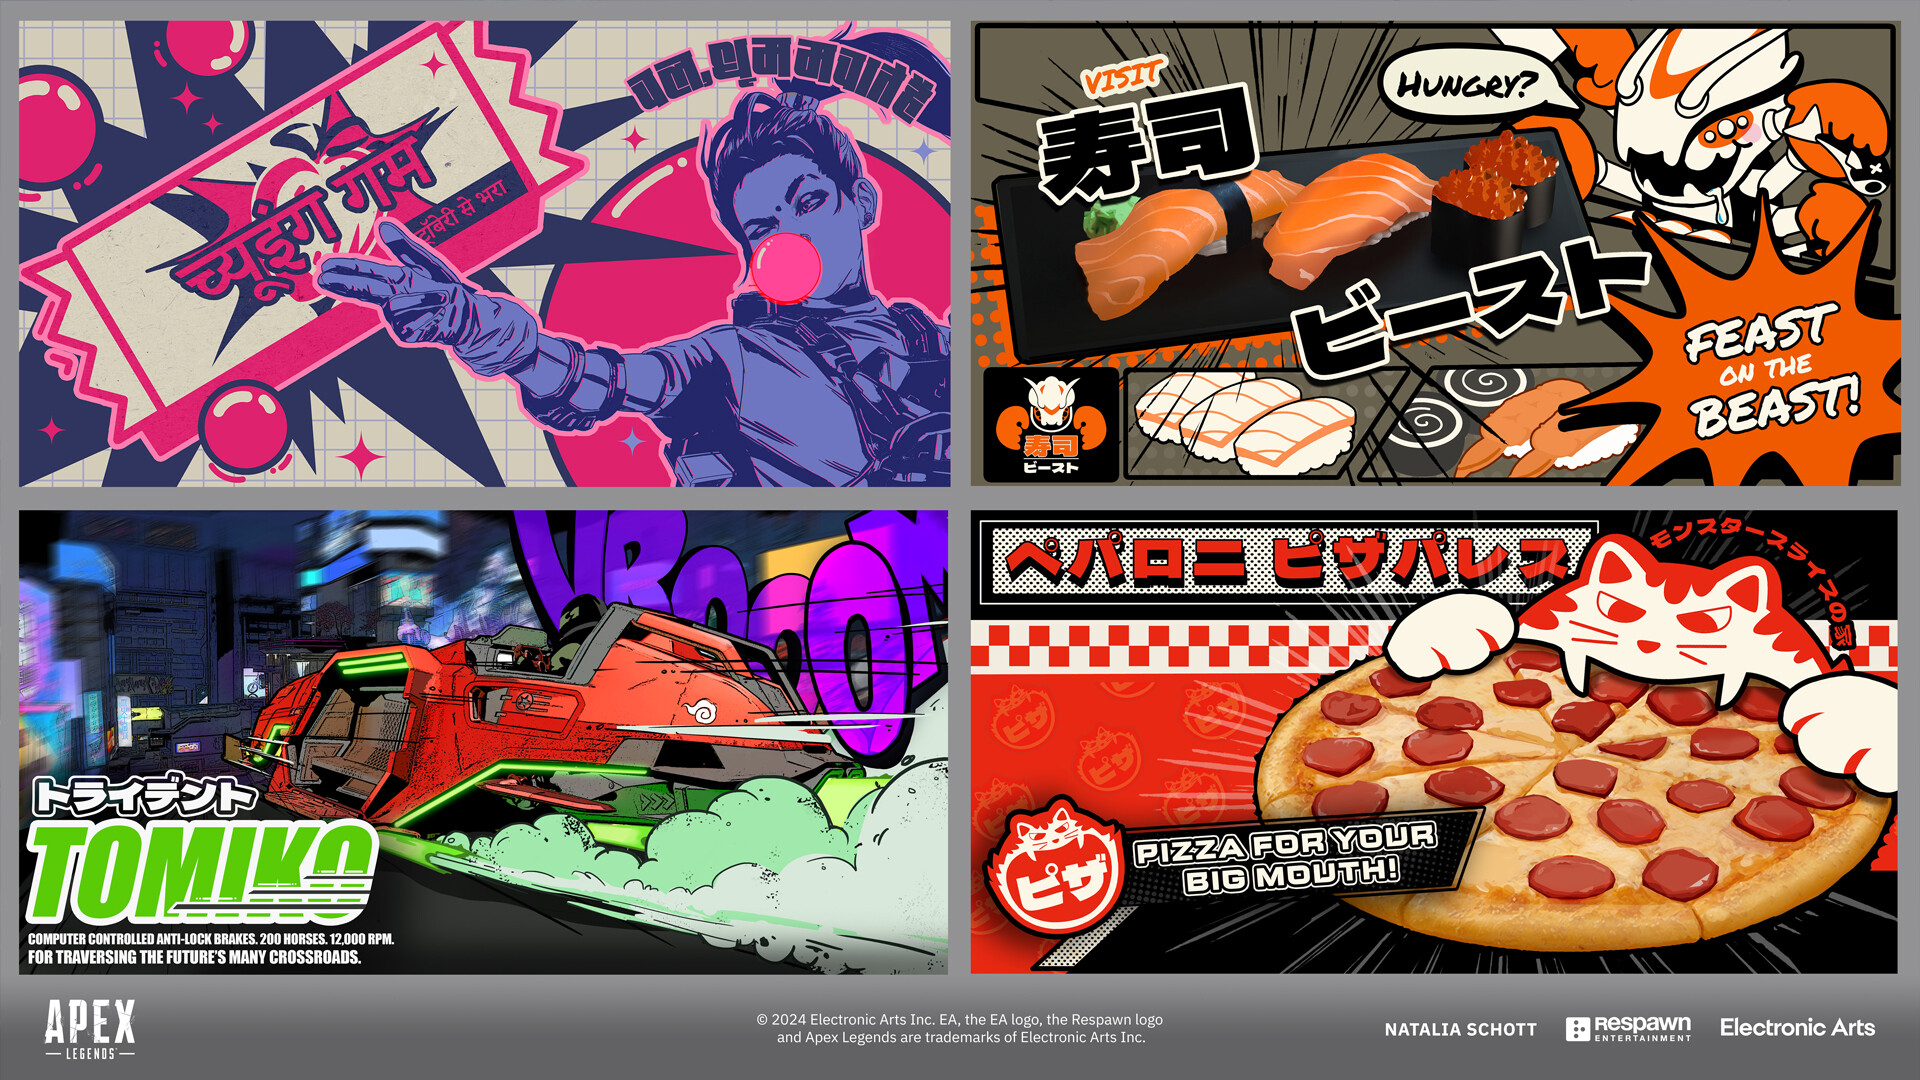 च्यूइंग गम
VISIT
寿司
ビースト
HUNGRY?
FEAST
ON THE
BEAST!
寿司
ビースト
VROOOM
トライデント
TOMIKO
COMPUTER CONTROLLED ANTI-LOCK BRAKES. 200 HORSES. 12,000 RPM.
FOR TRAVERSING THE FUTURE'S MANY CROSSROADS.
ペパロニ ピザパレス
モンスタースライスの家
ピザ
PIZZA FOR YOUR
BIG MOUTH!
APEX
LEGENDS
© 2024 Electronic Arts Inc. EA, the EA logo, the Respawn logo
and Apex Legends are trademarks of Electronic Arts Inc.
NATALIA SCHOTT
RESPAWN
ENTERTAINMENT
Electronic Arts